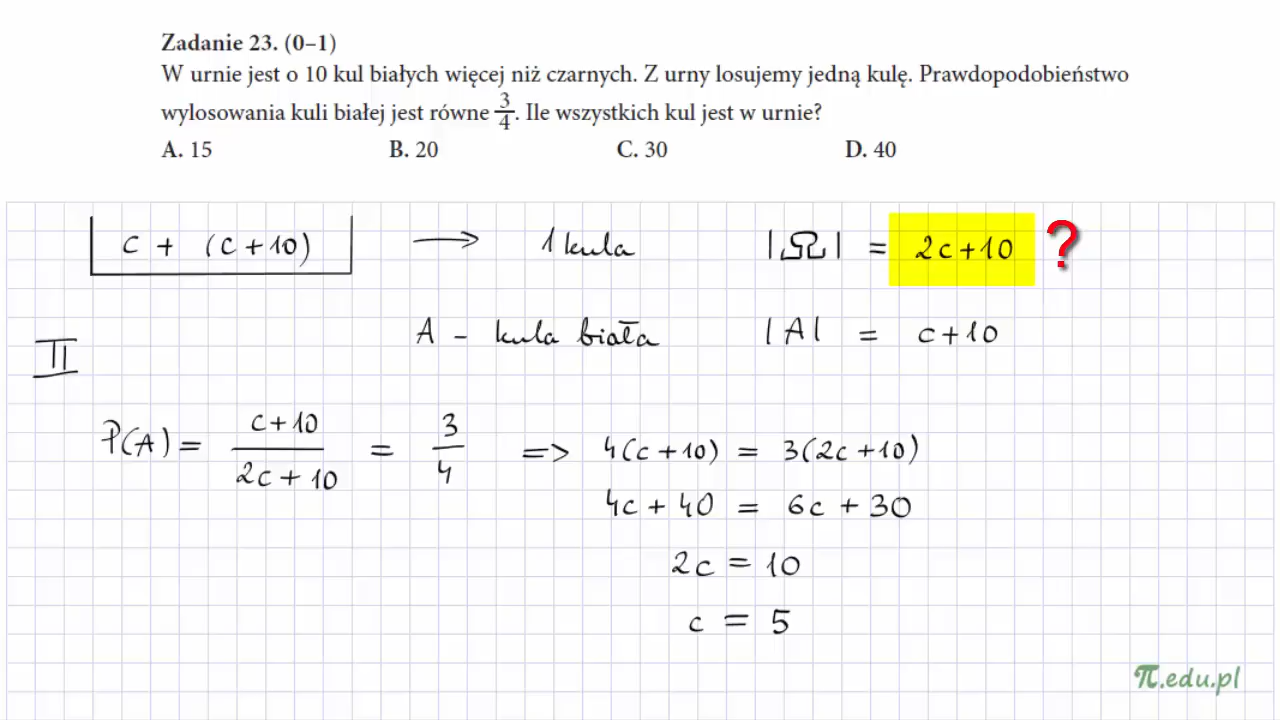 Zadanie 23. (0–1)
W urnie jest o 10 kul białych więcej niż czarnych. Z urny losujemy jedną kulę. Prawdopodobieństwo
wylosowania kuli białej jest równe 3/4. Ile wszystkich kul jest w urnie?
A. 15 B. 20 C. 30 D. 40
c + (c+10) → 1 kula |Ω| = 2c+10 ?
A - kula biała |A| = c+10
II
P(A) = (c+10)/(2c+10) = 3/4 => 4(c+10) = 3(2c+10)
4c + 40 = 6c + 30
2c = 10
c = 5
π.edu.pl